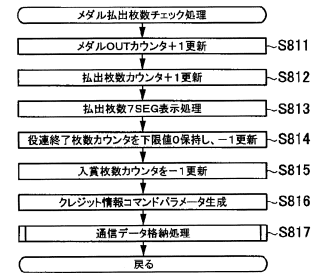 メダル払出枚数チェック処理
メダルOUTカウンタ+1更新 S811
払出枚数カウンタ+1更新 S812
払出枚数7SEG表示処理 S813
役連終了枚数カウンタを下限値0保持し、-1更新 S814
入賞枚数カウンタを-1更新 S815
クレジット情報コマンドパラメータ生成 S816
通信データ格納処理 S817
戻る